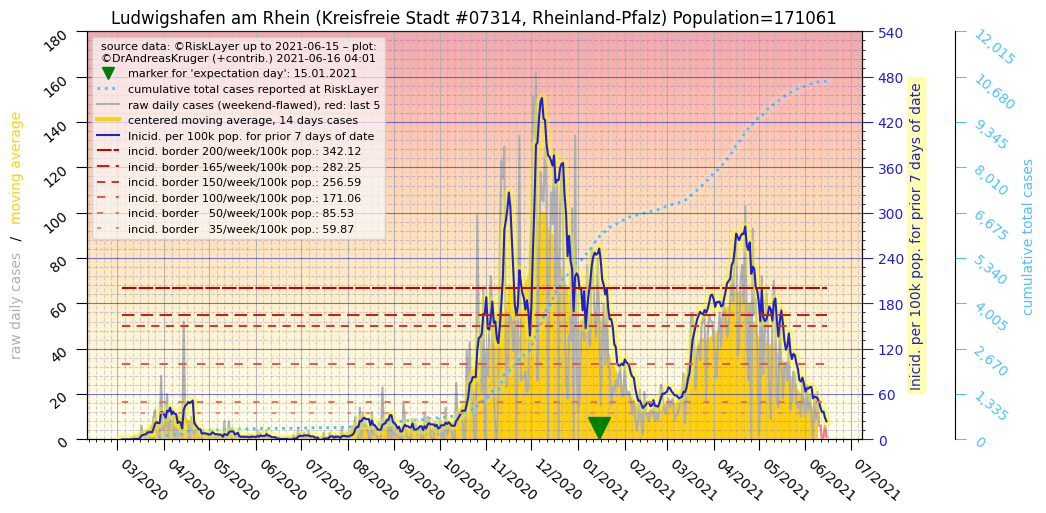 Ludwigshafen am Rhein (Kreisfreie Stadt #07314, Rheinland-Pfalz) Population=171061
source data: ©RiskLayer up to 2021-06-15 – plot:
©DrAndreasKruger (+contrib.) 2021-06-16 04:01
marker for 'expectation day': 15.01.2021
cumulative total cases reported at RiskLayer
raw daily cases (weekend-flawed), red: last 5
centered moving average, 14 days cases
Inicid. per 100k pop. for prior 7 days of date
incid. border 200/week/100k pop.: 342.12
incid. border 165/week/100k pop.: 282.25
incid. border 150/week/100k pop.: 256.59
incid. border 100/week/100k pop.: 171.06
incid. border 50/week/100k pop.: 85.53
incid. border 35/week/100k pop.: 59.87
raw daily cases / moving average
180
160
140
120
100
80
60
40
20
0
03/2020
04/2020
05/2020
06/2020
07/2020
08/2020
09/2020
10/2020
11/2020
12/2020
01/2021
02/2021
03/2021
04/2021
05/2021
06/2021
07/2021
540
480
420
360
300
240
180
120
60
0
Inicid. per 100k pop. for prior 7 days of date
12,015
10,680
9,345
8,010
6,675
5,340
4,005
2,670
1,335
0
cumulative total cases